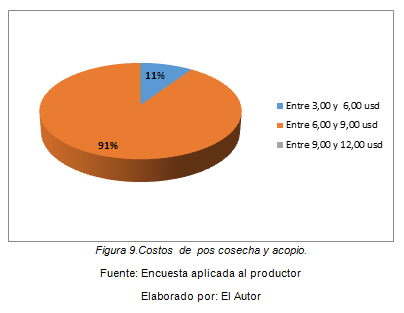 11%
91%
Entre 3,00 y 6,00 usd
Entre 6,00 y 9,00 usd
Entre 9,00 y 12,00 usd
Figura 9.Costos de pos cosecha y acopio.
Fuente: Encuesta aplicada al productor
Elaborado por: El Autor